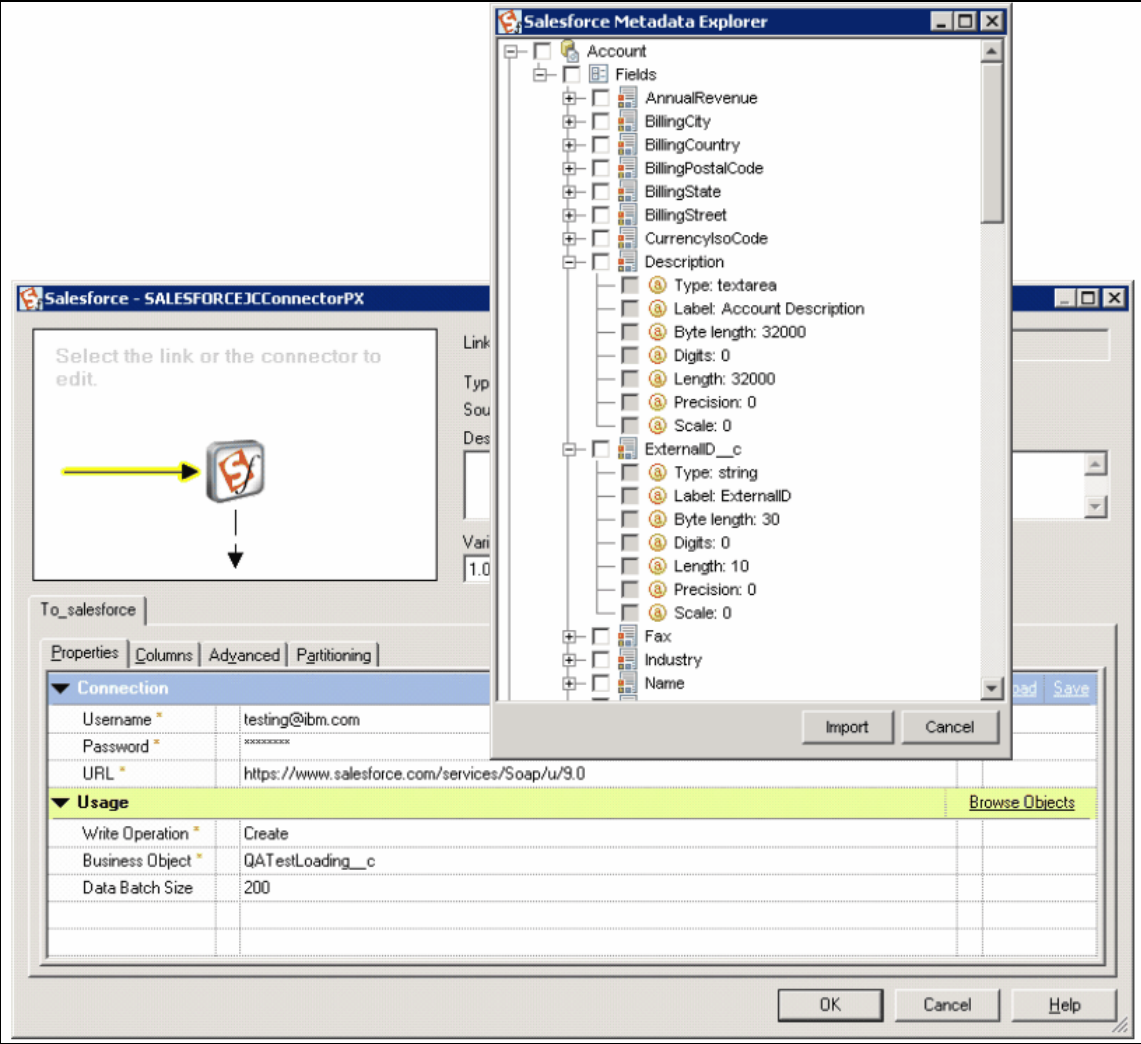 Salesforce Metadata Explorer
Account
Fields
AnnualRevenue
BillingCity
BillingCountry
BillingPostalCode
BillingState
BillingStreet
CurrencyIsoCode
Description
Type: textarea
Label: Account Description
Byte length: 32000
Digits: 0
Length: 32000
Precision: 0
Scale: 0
ExternalID__c
Type: string
Label: ExternalID
Byte length: 30
Digits: 0
Length: 10
Precision: 0
Scale: 0
Fax
Industry
Name
Import Cancel
Salesforce - SALESFORCEJCConnectorPX
Select the link or the connector to
edit.
Link
Typ
Sou
Des
Vari
1.0
To_salesforce
Properties Columns Advanced Partitioning
Connection Save
Username * testing@ibm.com
Password * ********
URL * https://www.salesforce.com/services/Soap/u/9.0
Usage Browse Objects
Write Operation * Create
Business Object * QATestLoading__c
Data Batch Size 200
OK Cancel Help